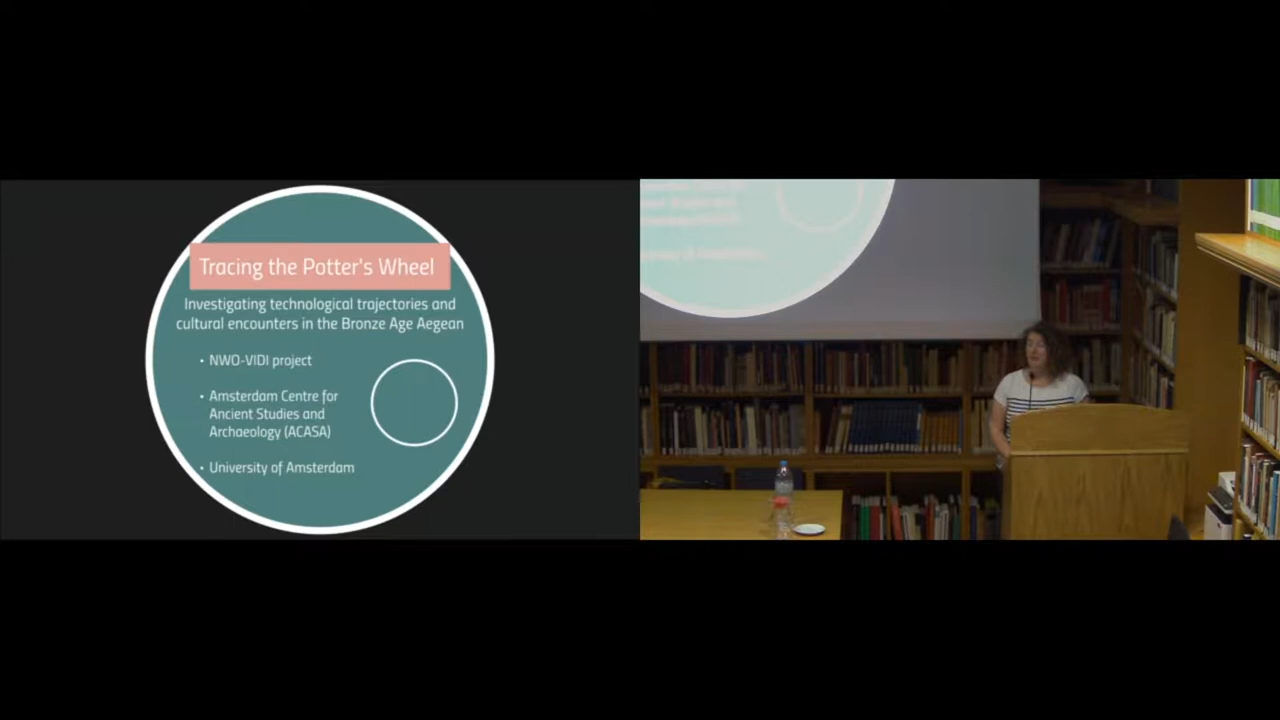 Tracing the Potter's Wheel
Investigating technological trajectories and
cultural encounters in the Bronze Age Aegean
• NWO-VIDI project
• Amsterdam Centre for
Ancient Studies and
Archaeology (ACASA)
• University of Amsterdam